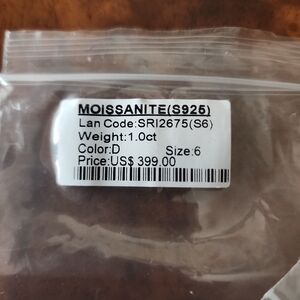 MOISSANITE(S925)
Lan Code:SRI2675(S6)
Weight:1.0ct
Color:D Size:6
Price:US$ 399.00